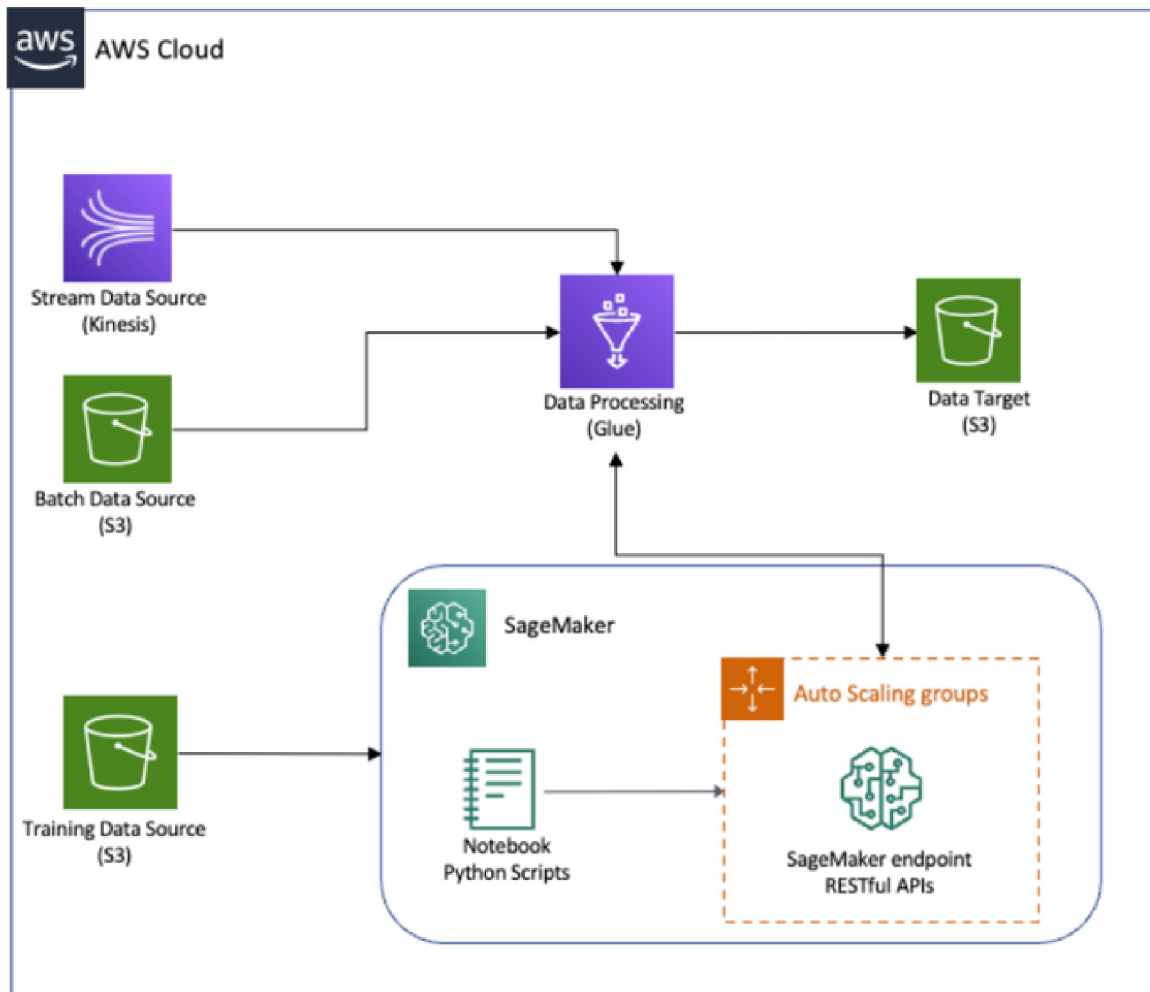 aws
AWS Cloud
Stream Data Source
(Kinesis)
Data Processing
(Glue)
Data Target
(S3)
Batch Data Source
(S3)
SageMaker
Auto Scaling groups
Training Data Source
(S3)
Notebook
Python Scripts
SageMaker endpoint
RESTful APIs